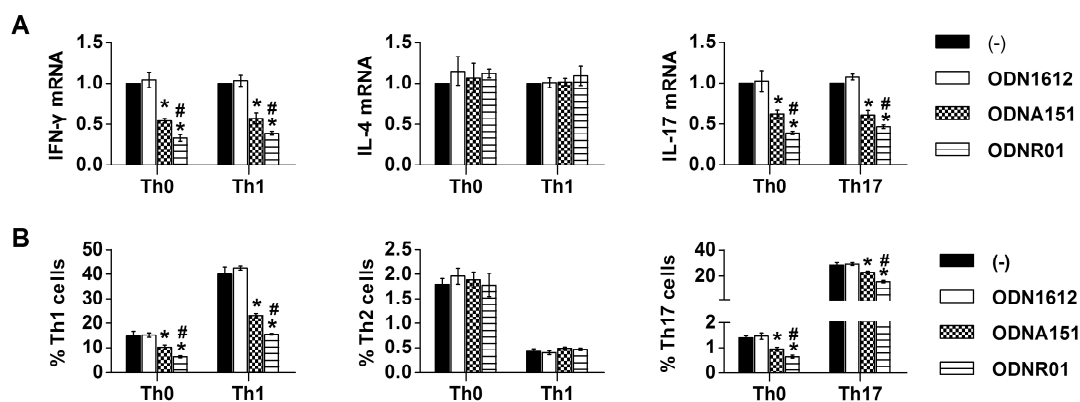 A
IFN-γ mRNA
1.5
1.0
0.5
0.0
* # * * # *
Th0 Th1
IL-4 mRNA
1.5
1.0
0.5
0.0
Th0 Th1
IL-17 mRNA
1.5
1.0
0.5
0.0
* # * * # *
Th0 Th17
(-)
ODN1612
ODNA151
ODNR01
B
% Th1 cells
50
40
30
20
10
0
* # * * # *
Th0 Th1
% Th2 cells
2.5
2.0
1.5
1.0
0.5
0.0
Th0 Th1
% Th17 cells
40
20
2
1
0
* # * * # *
Th0 Th17
(-)
ODN1612
ODNA151
ODNR01